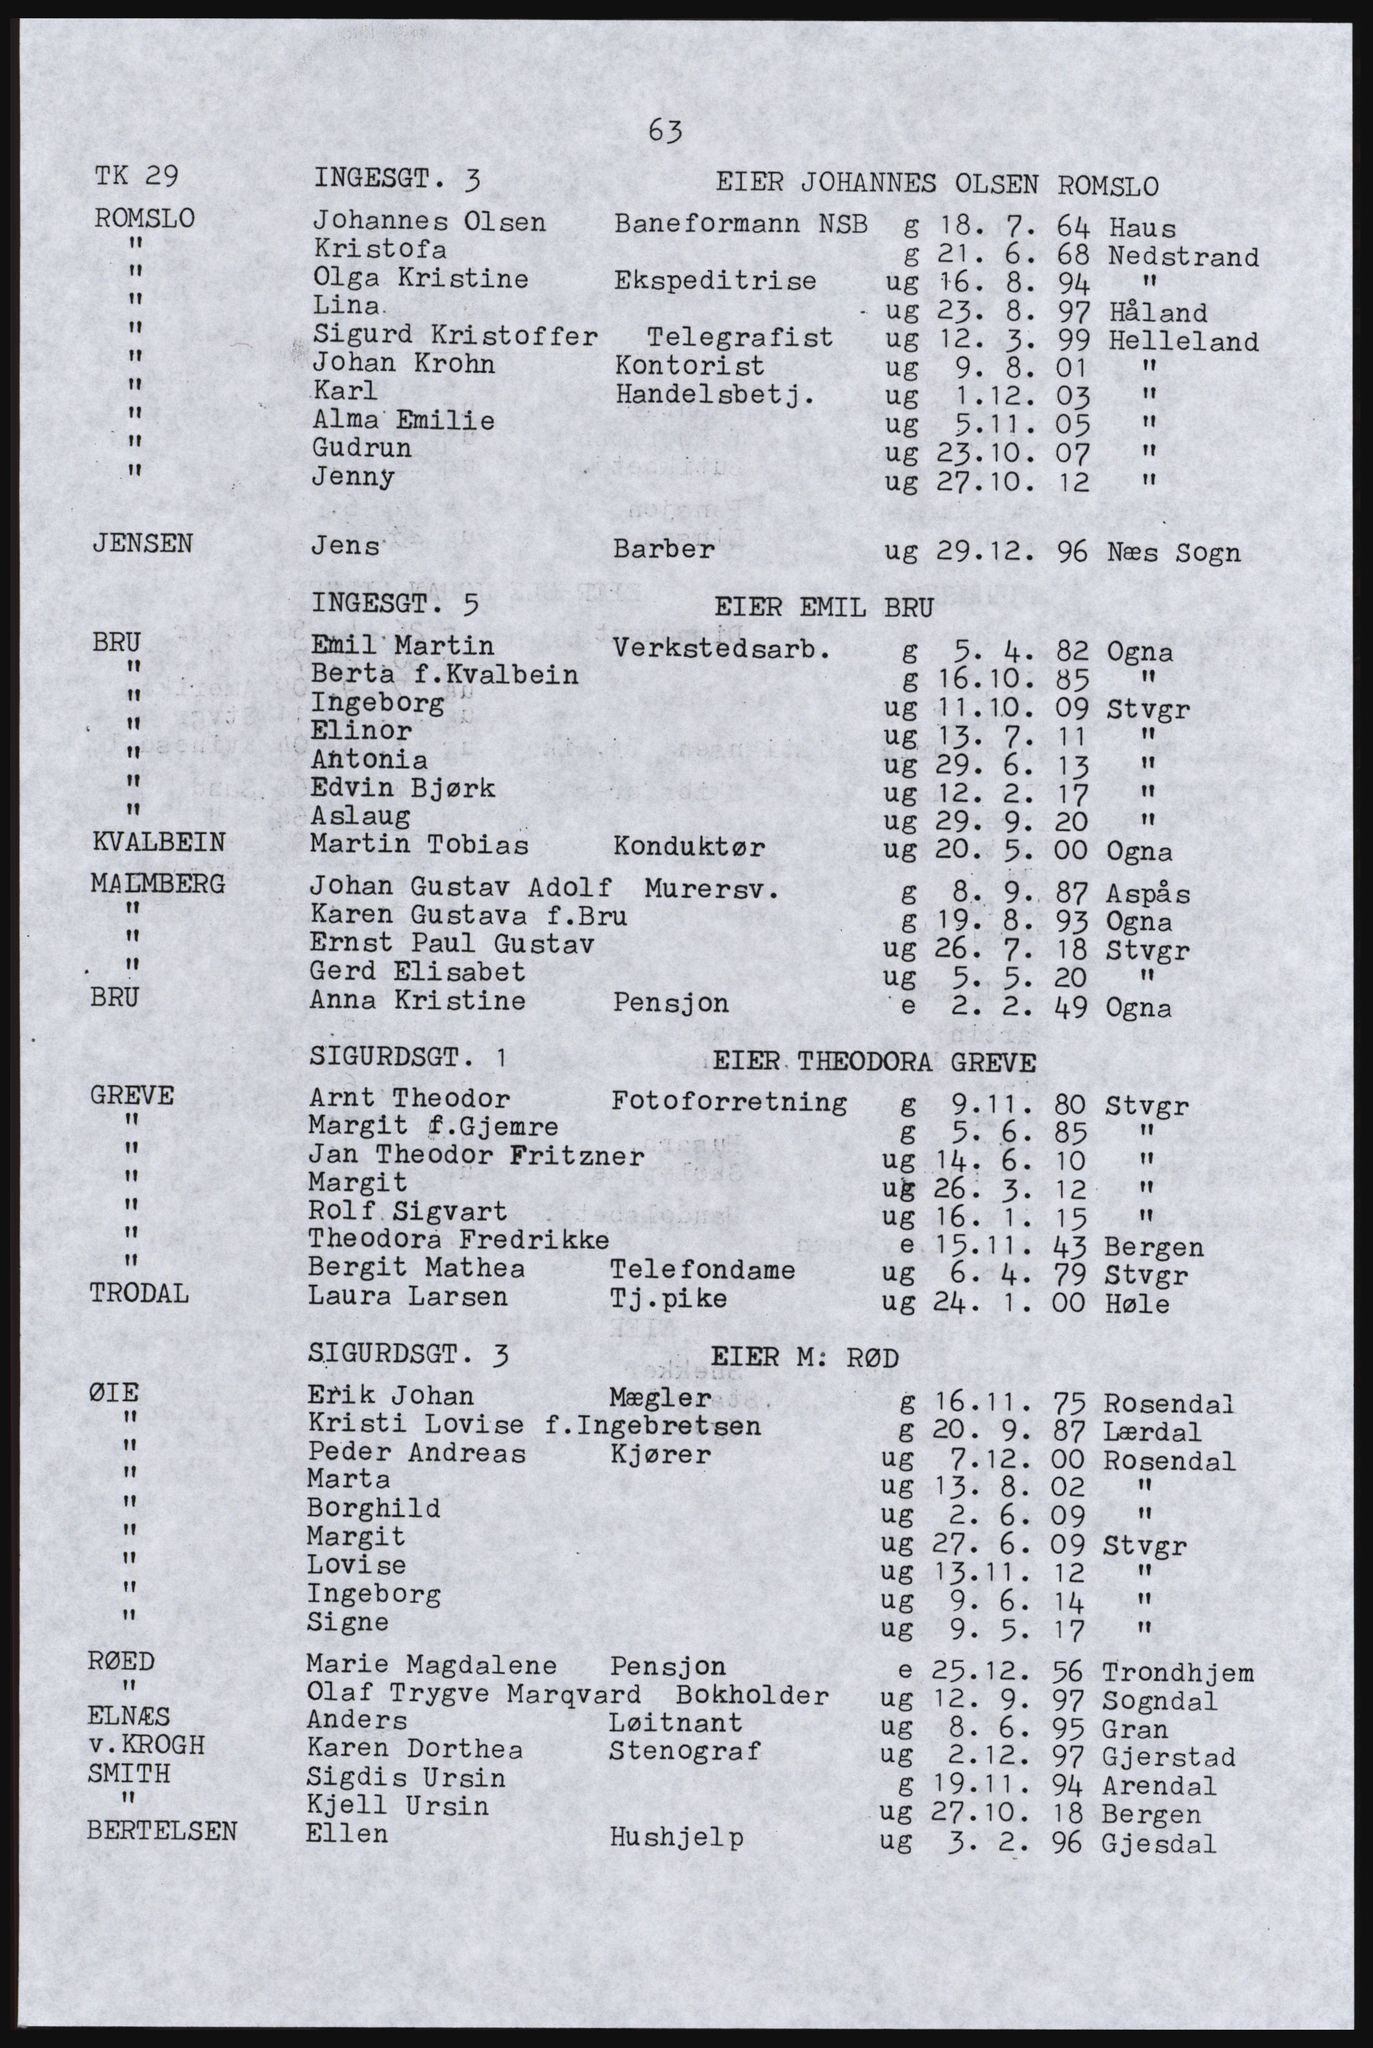 63
TK 29 INGESGT. 3 EIER JOHANNES OLSEN ROMSLO
ROMSLO Johannes Olsen Baneformann NSB g 18. 7. 64 Haus
" Kristofa g 21. 6. 68 Nedstrand
" Olga Kristine Ekspeditrise ug 16. 8. 94 "
" Lina ug 23. 8. 97 Håland
" Sigurd Kristoffer Telegrafist ug 12. 3. 99 Helleland
" Johan Krohn Kontorist ug 9. 8. 01 "
" Karl Handelsbetj. ug 1.12. 03 "
" Alma Emilie ug 5.11. 05 "
" Gudrun ug 23.10. 07 "
" Jenny ug 27.10. 12 "
JENSEN Jens Barber ug 29.12. 96 Næs Sogn
INGESGT. 5 EIER EMIL BRU
BRU Emil Martin Verkstedsarb. g 5. 4. 82 Ogna
" Berta f.Kvalbein g 16.10. 85 "
" Ingeborg ug 11.10. 09 Stvgr
" Elinor ug 13. 7. 11 "
" Antonia ug 29. 6. 13 "
" Edvin Bjørk ug 12. 2. 17 "
" Aslaug ug 29. 9. 20 "
KVALBEIN Martin Tobias Konduktør ug 20. 5. 00 Ogna
MALMBERG Johan Gustav Adolf Murersv. g 8. 9. 87 Aspås
" Karen Gustava f.Bru g 19. 8. 93 Ogna
" Ernst Paul Gustav ug 26. 7. 18 Stvgr
" Gerd Elisabet ug 5. 5. 20 "
BRU Anna Kristine Pensjon e 2. 2. 49 Ogna
SIGURDSGT. 1 EIER THEODORA GREVE
GREVE Arnt Theodor Fotoforretning g 9.11. 80 Stvgr
" Margit f.Gjemre g 5. 6. 85 "
" Jan Theodor Fritzner ug 14. 6. 10 "
" Margit ug 26. 3. 12 "
" Rolf Sigvart ug 16. 1. 15 "
" Theodora Fredrikke e 15.11. 43 Bergen
" Bergit Mathea Telefondame ug 6. 4. 79 Stvgr
TRODAL Laura Larsen Tj.pike ug 24. 1. 00 Høle
SIGURDSGT. 3 EIER M: RØD
ØIE Erik Johan Mægler g 16.11. 75 Rosendal
" Kristi Lovise f.Ingebretsen g 20. 9. 87 Lærdal
" Peder Andreas Kjører ug 7.12. 00 Rosendal
" Marta ug 13. 8. 02 "
" Borghild ug 2. 6. 09 "
" Margit ug 27. 6. 09 Stvgr
" Lovise ug 13.11. 12 "
" Ingeborg ug 9. 6. 14 "
" Signe ug 9. 5. 17 "
RØED Marie Magdalene Pensjon e 25.12. 56 Trondhjem
" Olaf Trygve Marqvard Bokholder ug 12. 9. 97 Sogndal
ELNÆS Anders Løitnant ug 8. 6. 95 Gran
v.KROGH Karen Dorthea Stenograf ug 2.12. 97 Gjerstad
SMITH Sigdis Ursin g 19.11. 94 Arendal
" Kjell Ursin ug 27.10. 18 Bergen
BERTELSEN Ellen Hushjelp ug 3. 2. 96 Gjesdal